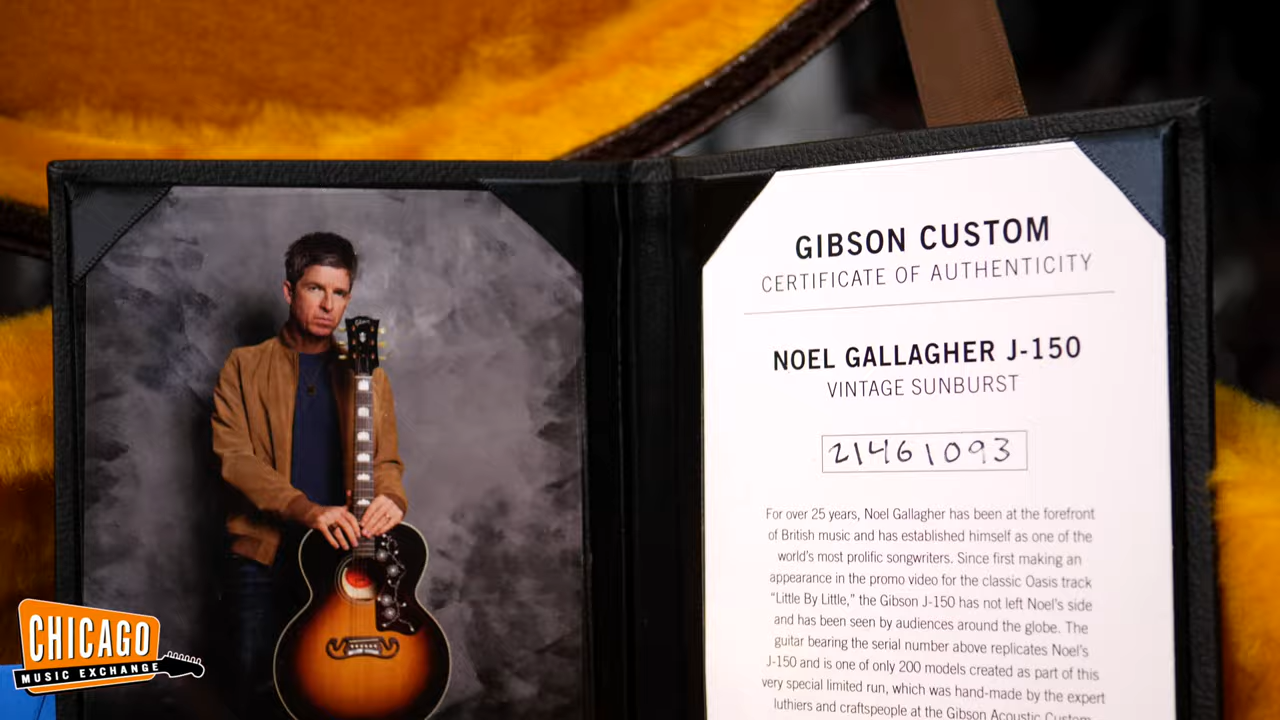 GIBSON CUSTOM
CERTIFICATE OF AUTHENTICITY
NOEL GALLAGHER J-150
VINTAGE SUNBURST
21461093
For over 25 years, Noel Gallagher has been at the forefront
of British music and has established himself as one of the
world's most prolific songwriters. Since first making an
appearance in the promo video for the classic Oasis track
"Little By Little," the Gibson J-150 has not left Noel's side
and has been seen by audiences around the globe. The
guitar bearing the serial number above replicates Noel's
J-150 and is one of only 200 models created as part of this
very special limited run, which was hand-made by the expert
luthiers and craftspeople at the Gibson Acoustic Custom
Gibson
CHICAGO
MUSIC EXCHANGE